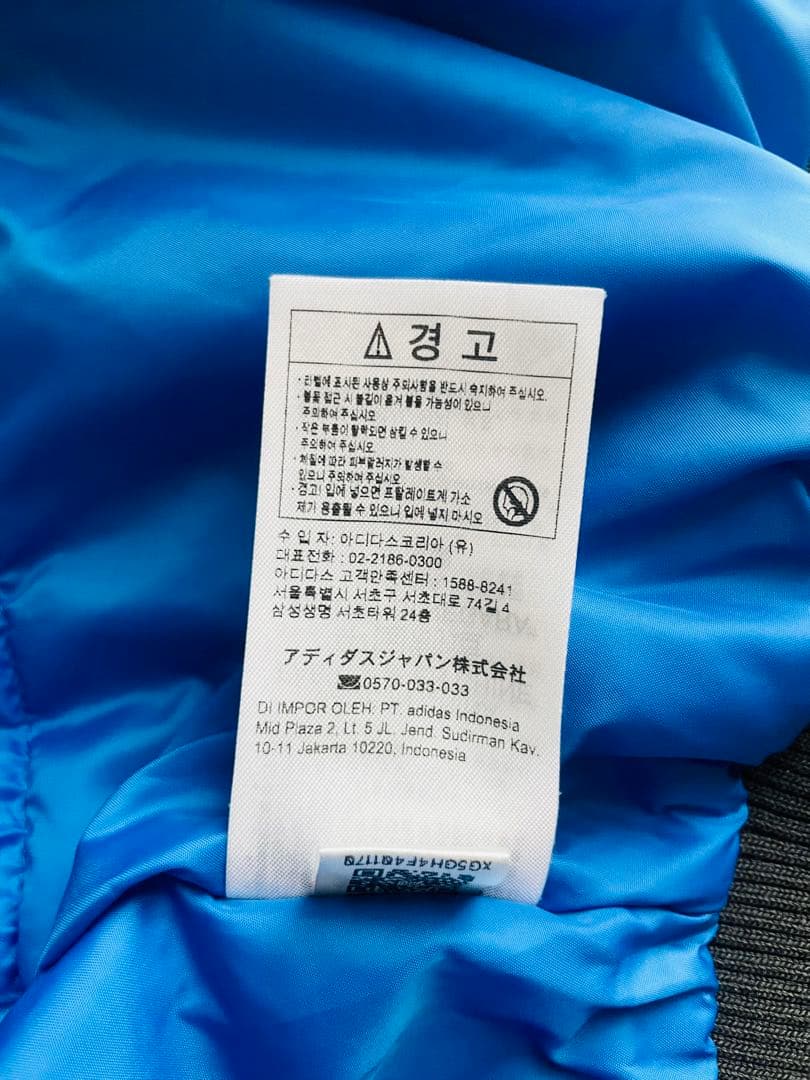 ⚠ 경 고
· 라벨에 표시된 사용상 주의사항을 반드시 숙지하여 주십시오.
· 불꽃 접근 시 불길이 옮겨 붙을 가능성이 있으니
주의하여 주십시오
· 작은 부품이 탈락되면 삼킬 수 있으니
주의하여 주십시오
· 체질에 따라 피부알러지가 발생할 수
있으니 주의하여 주십시오
· 경고! 입에 넣으면 프탈레이트계 가소
제가 용출될 수 있으니 입에 넣지 마시오
수 입 자: 아디다스코리아 (유)
대표전화 : 02-2186-0300
아디다스 고객만족센터 : 1588-8241
서울특별시 서초구 서초대로 74길 4
삼성생명 서초타워 24층
アディダスジャパン株式会社
0570-033-033
DI IMPOR OLEH: PT. adidas Indonesia
Mid Plaza 2, Lt. 5 JL. Jend. Sudirman Kav.
10-11 Jakarta 10220, Indonesia
XG5QH4F401170